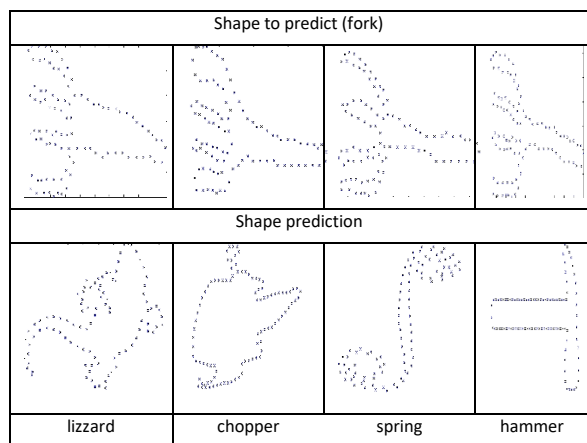 Shape to predict (fork)
Shape prediction
lizzard
chopper
spring
hammer